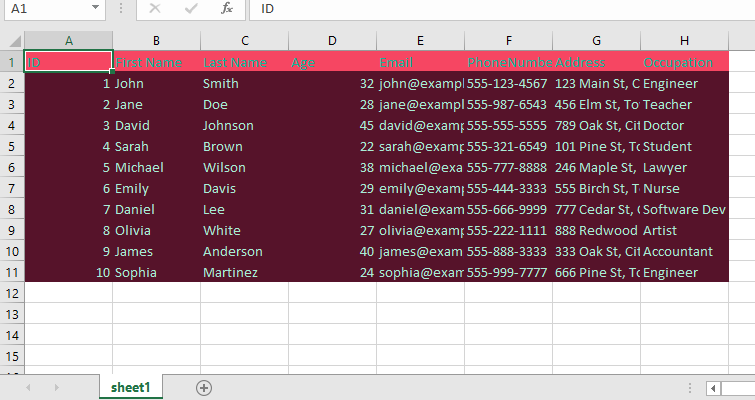 A1 fx ID
A B C D E F G H
1 ID First Name Last Name Age Email PhoneNumbe Address Occupation
2 1 John Smith 32 john@exampl 555-123-4567 123 Main St, C Engineer
3 2 Jane Doe 28 jane@exampl 555-987-6543 456 Elm St, To Teacher
4 3 David Johnson 45 david@examp 555-555-5555 789 Oak St, Cit Doctor
5 4 Sarah Brown 22 sarah@examp 555-321-6549 101 Pine St, To Student
6 5 Michael Wilson 38 michael@exa 555-777-8888 246 Maple St, Lawyer
7 6 Emily Davis 29 emily@examp 555-444-3333 555 Birch St, T Nurse
8 7 Daniel Lee 31 daniel@exam 555-666-9999 777 Cedar St, Software Dev
9 8 Olivia White 27 olivia@examp 555-222-1111 888 Redwood Artist
10 9 James Anderson 40 james@exam 555-888-3333 333 Oak St, Cit Accountant
11 10 Sophia Martinez 24 sophia@exam 555-999-7777 666 Pine St, To Engineer
12
13
14
15
sheet1